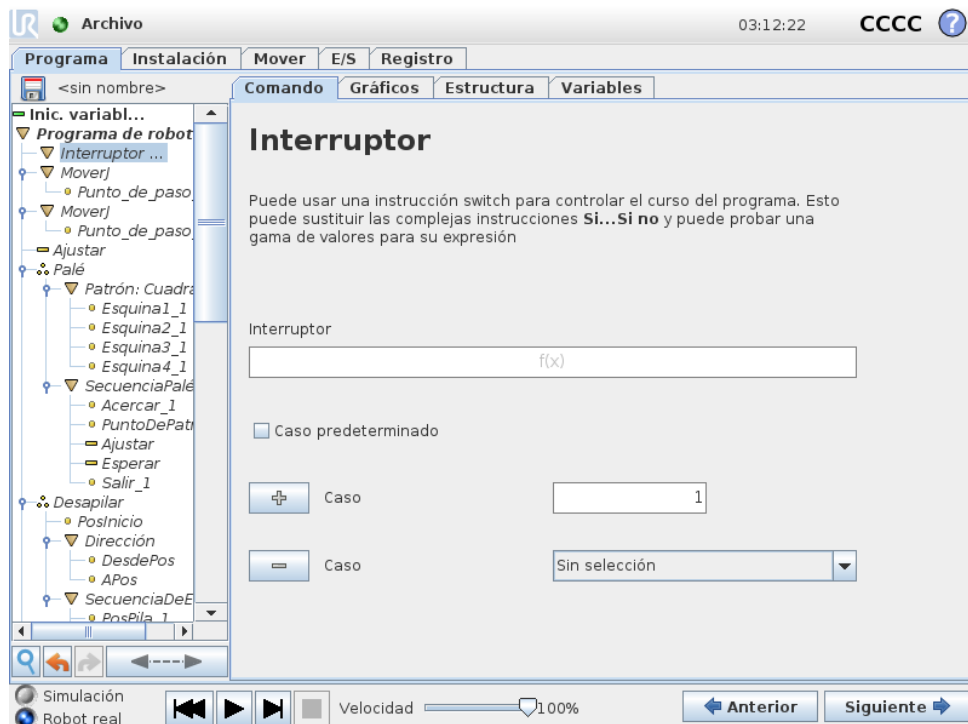 UR Archivo 03:12:22 CCCC ?
Programa Instalación Mover E/S Registro
<sin nombre>
Comando Gráficos Estructura Variables
Inic. variabl...
Programa de robot
Interruptor ...
MoverJ
Punto_de_paso_
MoverJ
Punto_de_paso_
Ajustar
Palé
Patrón: Cuadra
Esquina1_1
Esquina2_1
Esquina3_1
Esquina4_1
SecuenciaPalé
Acercar_1
PuntoDePatr
Ajustar
Esperar
Salir_1
Desapilar
PosInicio
Dirección
DesdePos
APos
SecuenciaDeE
PosPila_1
Interruptor
Puede usar una instrucción switch para controlar el curso del programa. Esto
puede sustituir las complejas instrucciones Si...Si no y puede probar una
gama de valores para su expresión
Interruptor
f(x)
Caso predeterminado
Caso 1
Caso Sin selección
Simulación
Robot real
Velocidad 100%
Anterior Siguiente